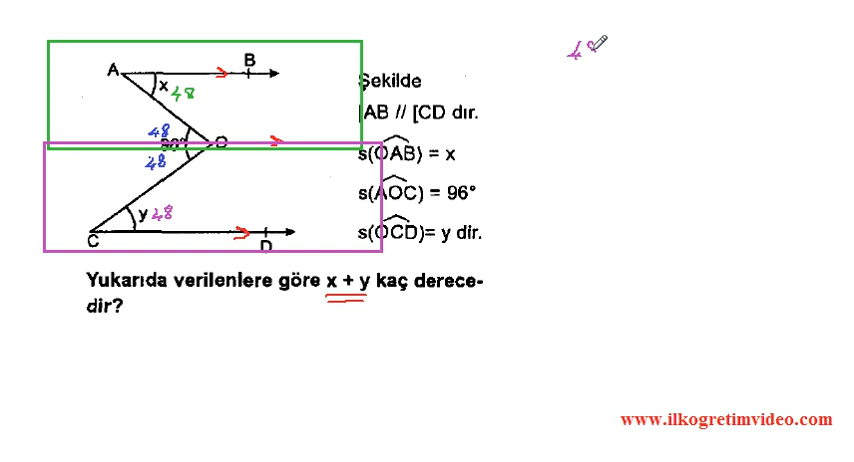 A
B
x 48
Şekilde
[AB // [CD dır.
48
96°
O
48
s(OAB) = x
s(AOC) = 96°
y 48
s(OCD)= y dir.
C
D
Yukarıda verilenlere göre x + y kaç derece-
dir?
www.ilkogretimvideo.com
48